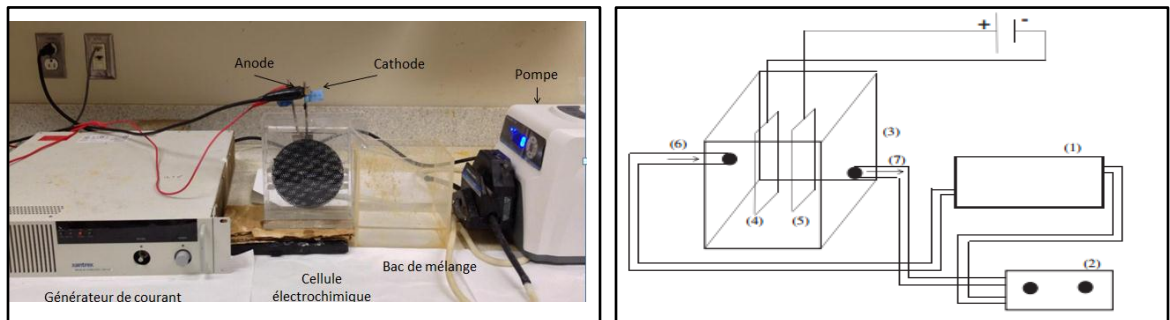 Anode
Cathode
Pompe
Générateur de courant
Cellule
électrochimique
Bac de mélange
+ -
(3)
(6)
(7)
(1)
(4)
(5)
(2)